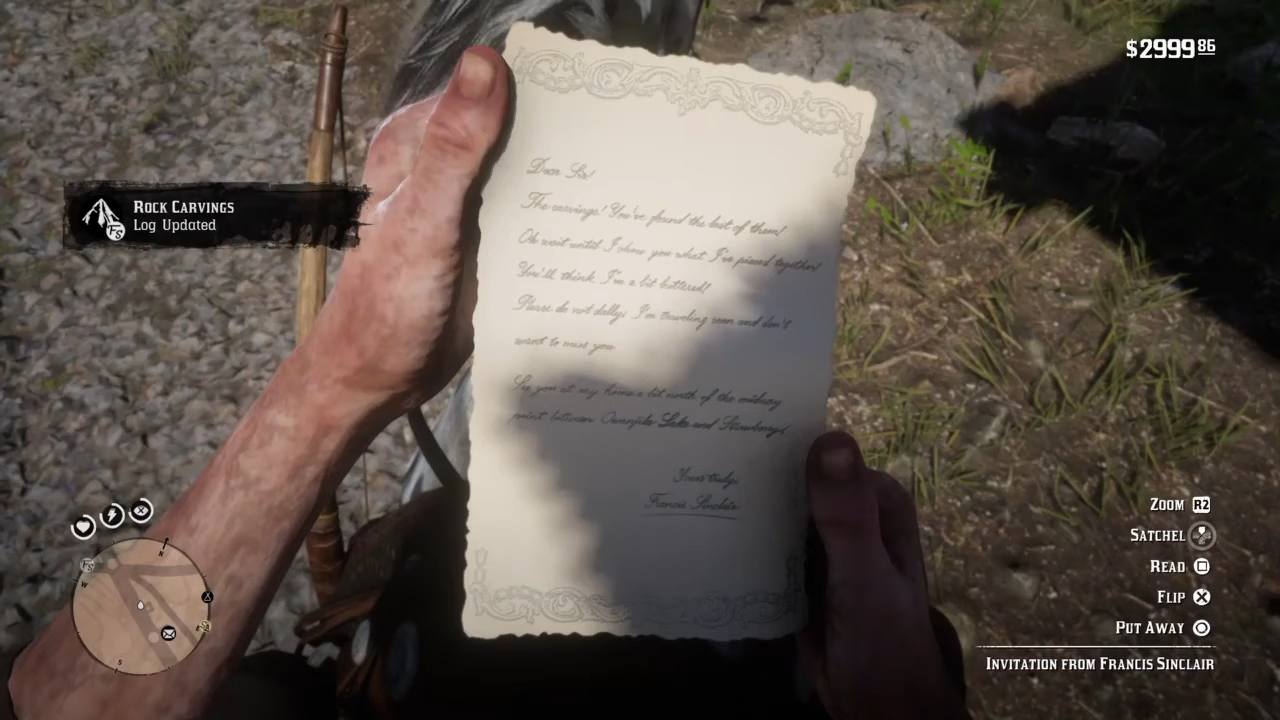 $2999.86
Rock Carvings
Log Updated
FS
Dear Sir!
The carvings! You've found the last of them!
Oh wait until I show you what I've pieced together!
You'll think I'm a bit buttered!
Please do not dally; I'm traveling soon and don't
want to miss you.
See you at my home a bit north of the midway
point between Owanjila Lake and Strawberry.
Yours truly,
Francis Sinclair
N
W
S
E
FS
Zoom R2
Satchel
Read
Flip
Put Away
Invitation from Francis Sinclair